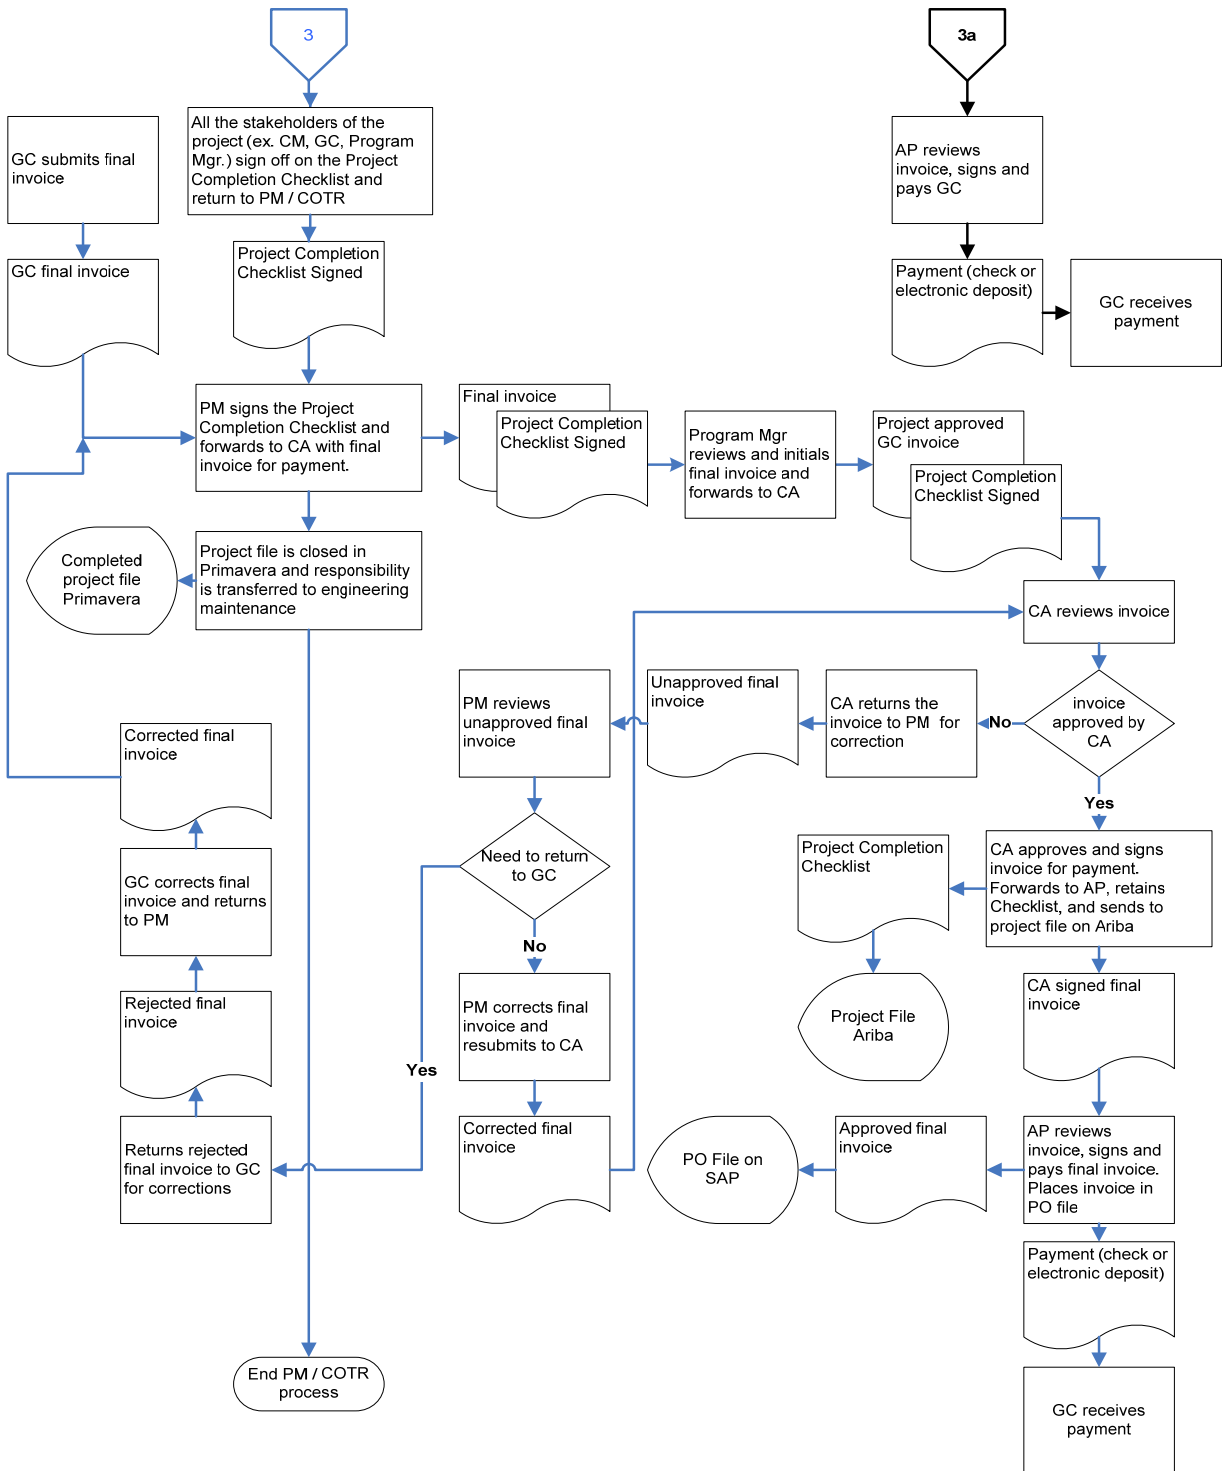 3
3a
All the stakeholders of the
project (ex. CM, GC, Program
Mgr.) sign off on the Project
Completion Checklist and
return to PM / COTR
GC submits final
invoice
AP reviews
invoice, signs and
pays GC
Project Completion
Checklist Signed
GC final invoice
Payment (check or
electronic deposit)
GC receives
payment
PM signs the Project
Completion Checklist and
forwards to CA with final
invoice for payment.
Final invoice
Project Completion
Checklist Signed
Program Mgr
reviews and initials
final invoice and
forwards to CA
Project approved
GC invoice
Project Completion
Checklist Signed
Completed
project file
Primavera
Project file is closed in
Primavera and responsibility
is transferred to engineering
maintenance
CA reviews invoice
PM reviews
unapproved final
invoice
Unapproved final
invoice
CA returns the
invoice to PM for
correction
No
invoice
approved by
CA
Corrected final
invoice
Yes
Need to return
to GC
Project Completion
Checklist
CA approves and signs
invoice for payment.
Forwards to AP, retains
Checklist, and sends to
project file on Ariba
GC corrects final
invoice and returns
to PM
No
Rejected final
invoice
PM corrects final
invoice and
resubmits to CA
Project File
Ariba
CA signed final
invoice
Yes
Returns rejected
final invoice to GC
for corrections
Corrected final
invoice
PO File on
SAP
Approved final
invoice
AP reviews
invoice, signs and
pays final invoice.
Places invoice in
PO file
Payment (check or
electronic deposit)
End PM / COTR
process
GC receives
payment